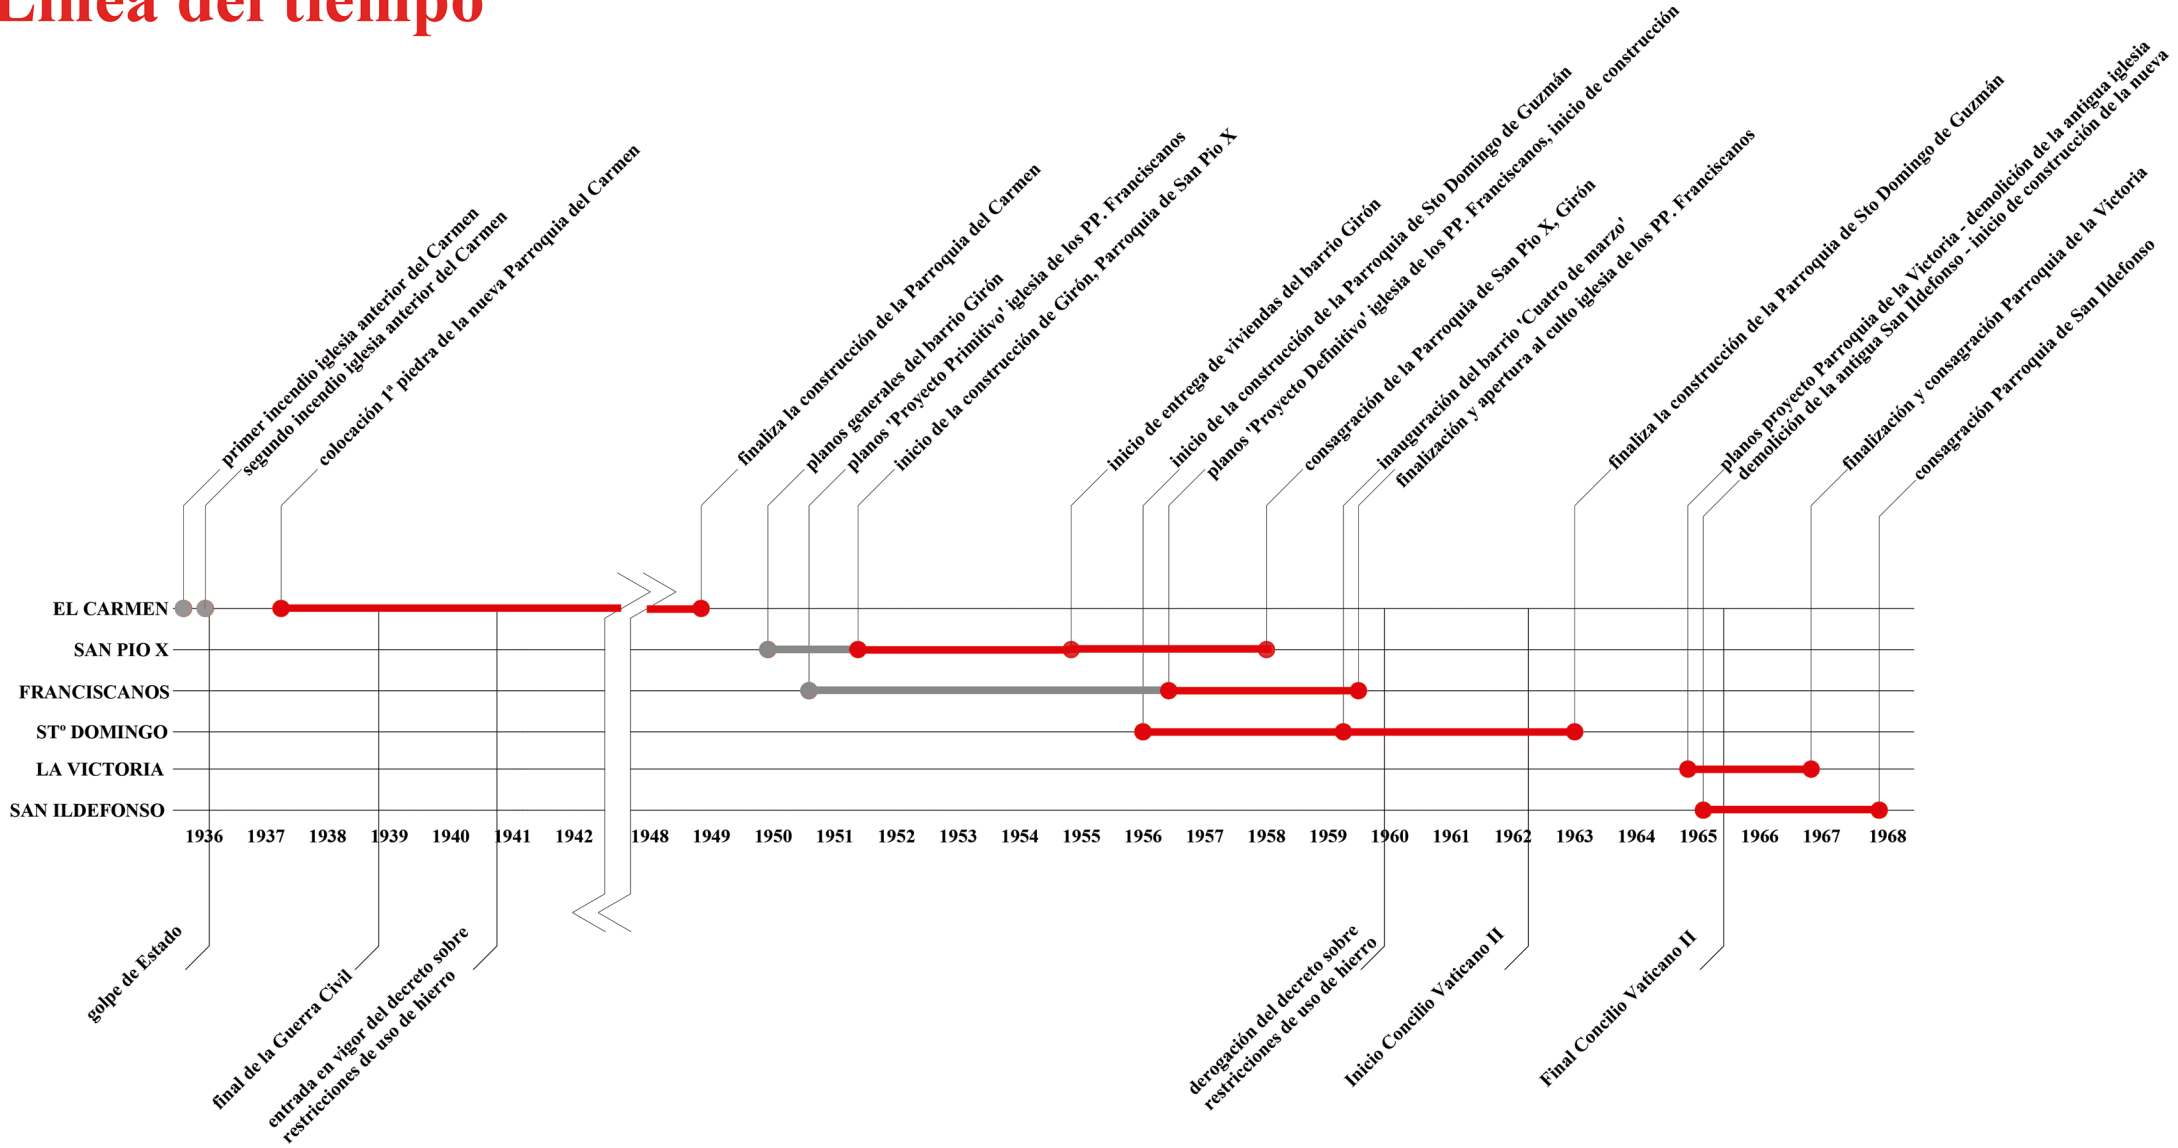 Línea del tiempo
primer incendio iglesia anterior del Carmen
segundo incendio iglesia anterior del Carmen
colocación 1ª piedra de la nueva Parroquia del Carmen
finaliza la construcción de la Parroquia del Carmen
planos generales del barrio Girón
planos 'Proyecto Primitivo' iglesia de los PP. Franciscanos
inicio de la construcción de Girón, Parroquia de San Pio X
inicio de entrega de viviendas del barrio Girón
inicio de la construcción de la Parroquia de Sto Domingo de Guzmán
planos 'Proyecto Definitivo' iglesia de los PP. Franciscanos, inicio de construcción
consagración de la Parroquia de San Pio X, Girón
inauguración del barrio 'Cuatro de marzo'
finalización y apertura al culto iglesia de los PP. Franciscanos
finaliza la construcción de la Parroquia de Sto Domingo de Guzmán
planos proyecto Parroquia de la Victoria - demolición de la antigua iglesia
demolición de la antigua San Ildefonso - inicio de construcción de la nueva
finalización y consagración Parroquia de la Victoria
consagración Parroquia de San Ildefonso
EL CARMEN
SAN PIO X
FRANCISCANOS
STº DOMINGO
LA VICTORIA
SAN ILDEFONSO
1936 1937 1938 1939 1940 1941 1942 1948 1949 1950 1951 1952 1953 1954 1955 1956 1957 1958 1959 1960 1961 1962 1963 1964 1965 1966 1967 1968
golpe de Estado
final de la Guerra Civil
entrada en vigor del decreto sobre
restricciones de uso de hierro
derogación del decreto sobre
restricciones de uso de hierro
Inicio Concilio Vaticano II
Final Concilio Vaticano II